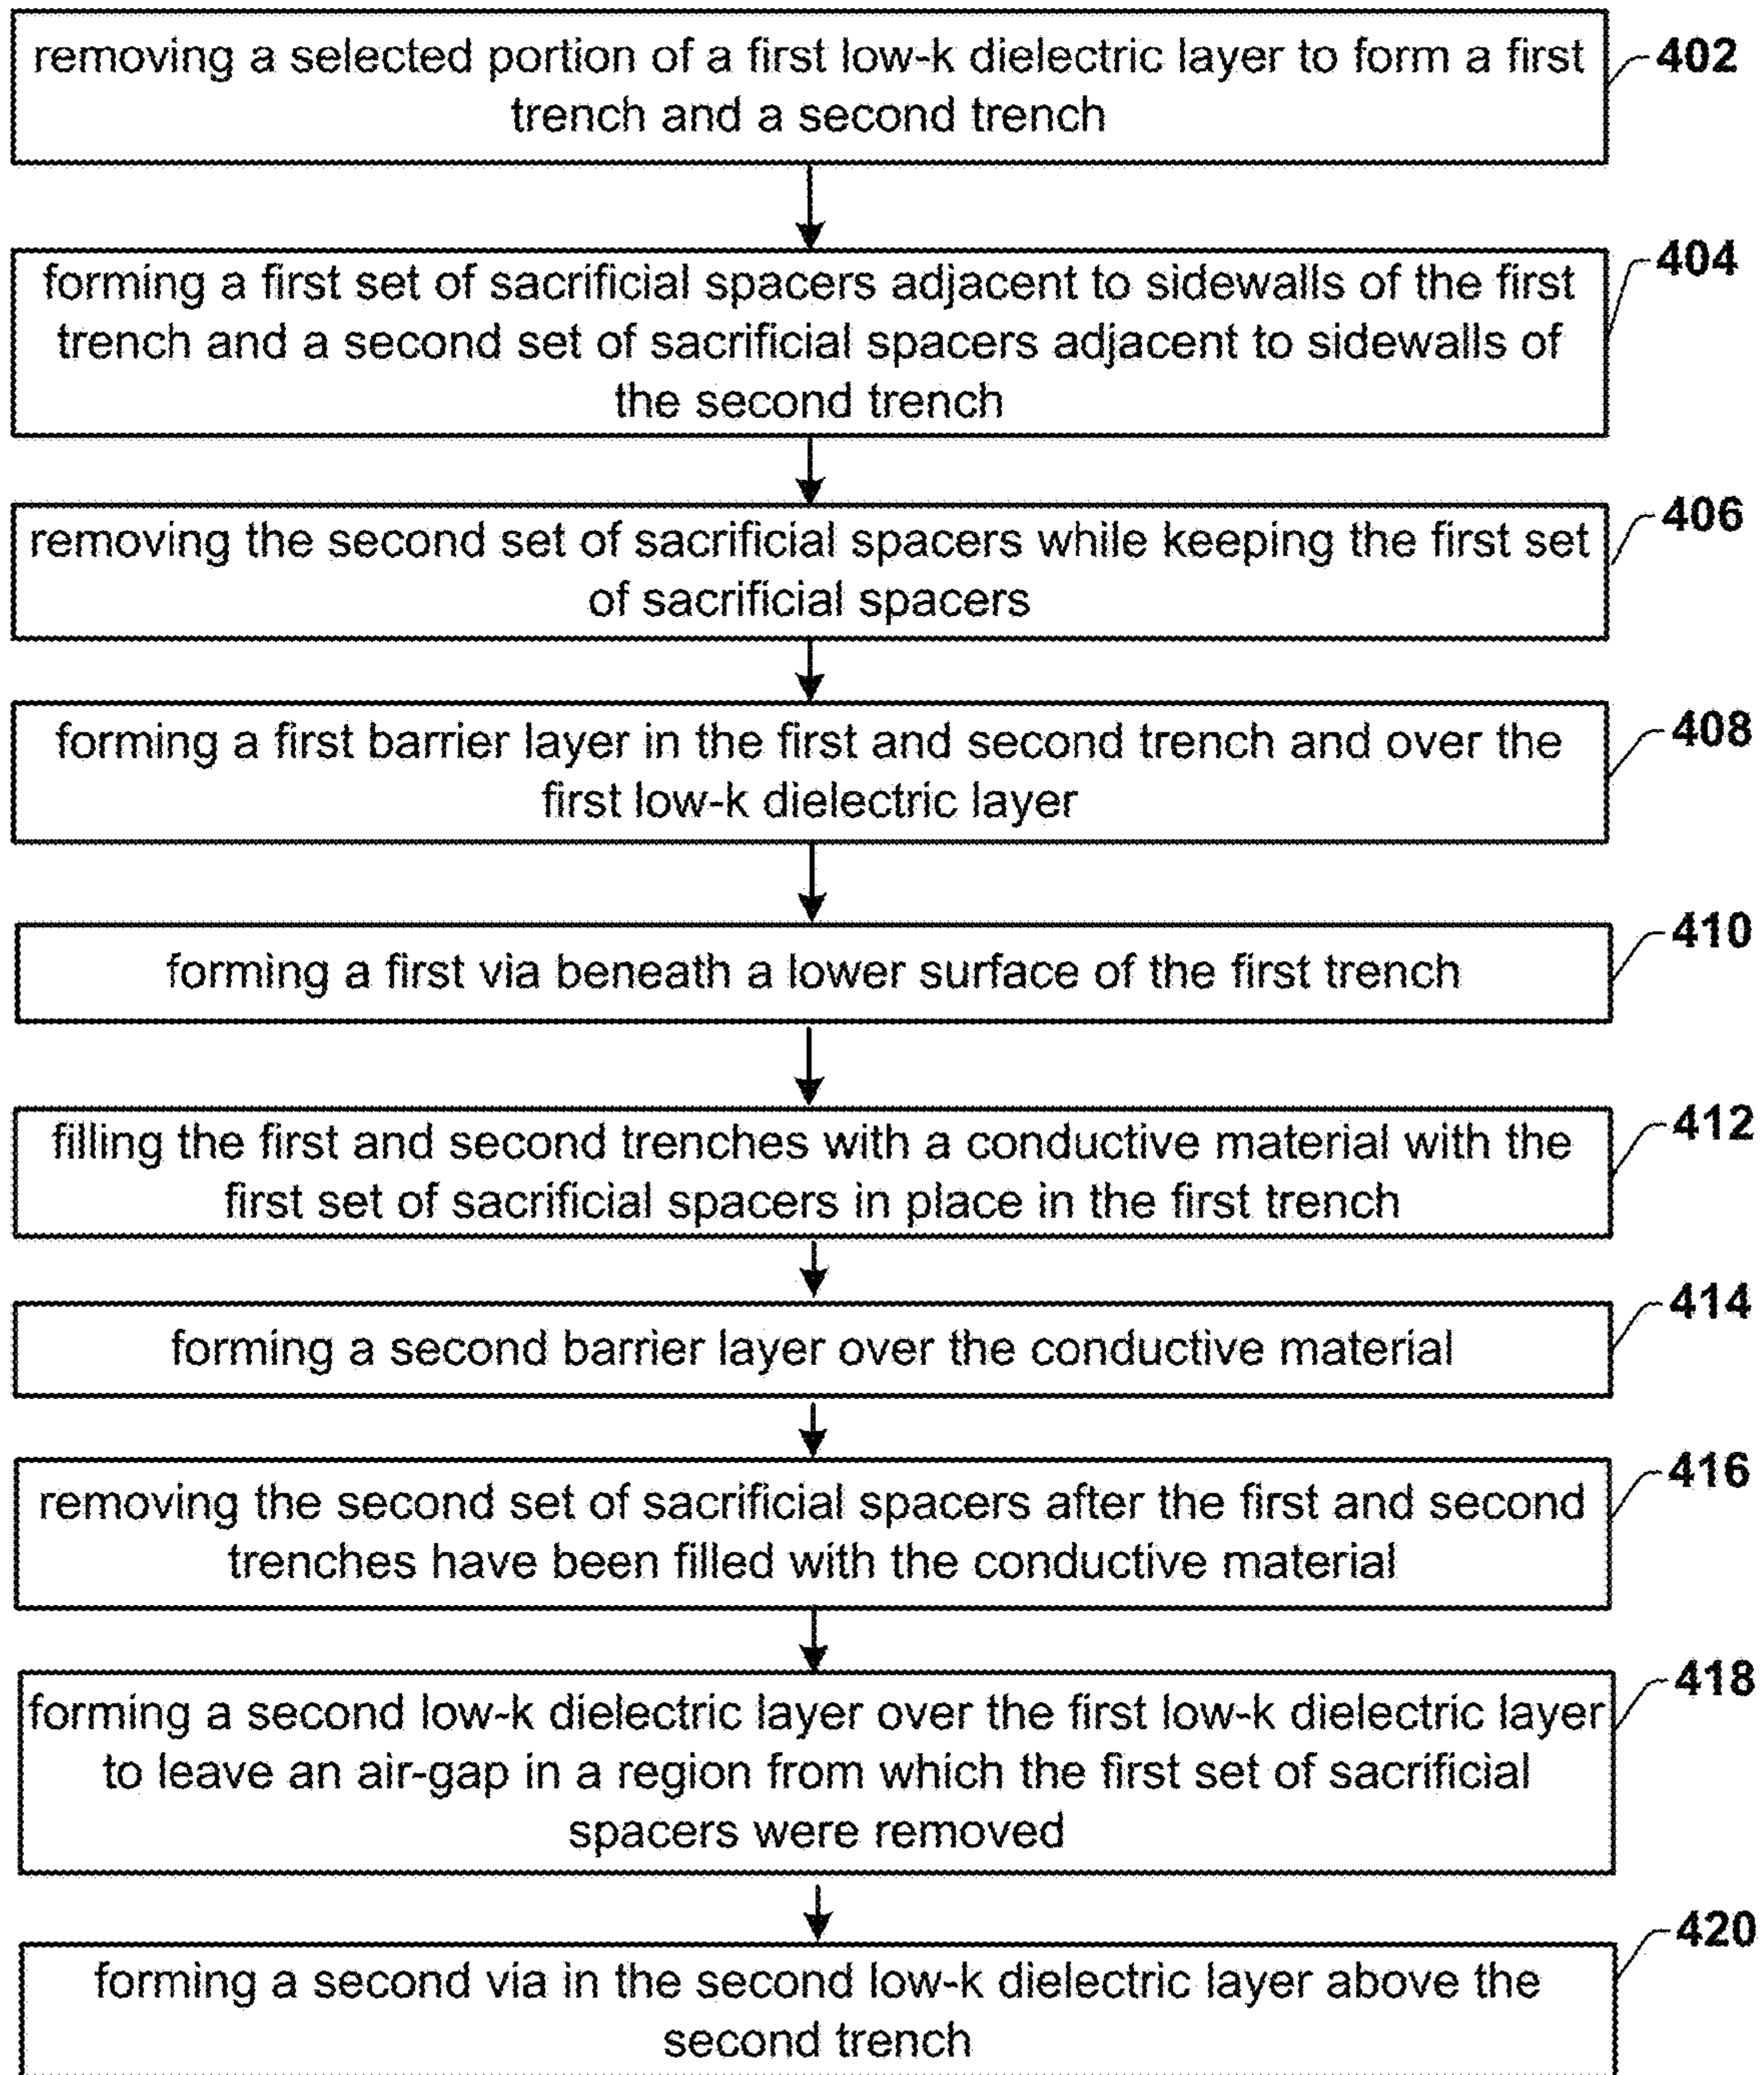 removing a selected portion of a first low-k dielectric layer to form a first
trench and a second trench
402
forming a first set of sacrificial spacers adjacent to sidewalls of the first
trench and a second set of sacrificial spacers adjacent to sidewalls of
the second trench
404
removing the second set of sacrificial spacers while keeping the first set
of sacrificial spacers
406
forming a first barrier layer in the first and second trench and over the
first low-k dielectric layer
408
forming a first via beneath a lower surface of the first trench
410
filling the first and second trenches with a conductive material with the
first set of sacrificial spacers in place in the first trench
412
forming a second barrier layer over the conductive material
414
removing the second set of sacrificial spacers after the first and second
trenches have been filled with the conductive material
416
forming a second low-k dielectric layer over the first low-k dielectric layer
to leave an air-gap in a region from which the first set of sacrificial
spacers were removed
418
forming a second via in the second low-k dielectric layer above the
second trench
420